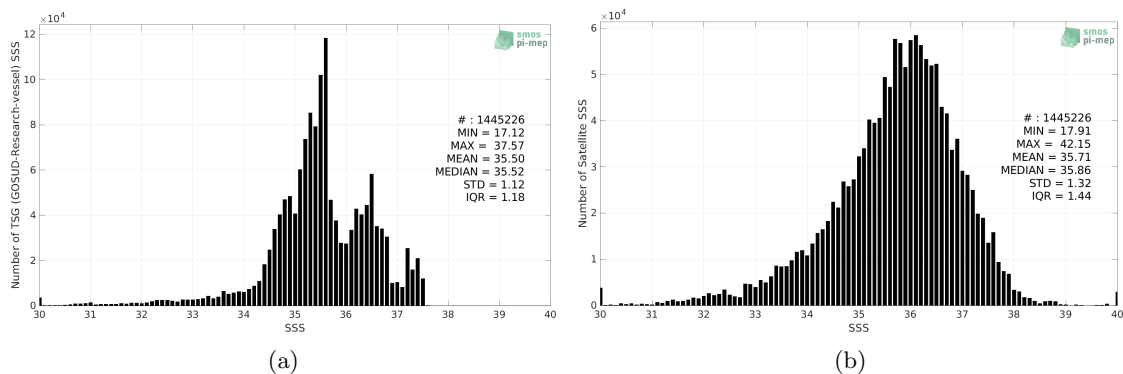 ×10⁴
12
10
8
6
4
2
0
30 31 32 33 34 35 36 37 38 39 40
SSS
Number of TSG (GOSUD-Research-vessel) SSS
smos
pi-mep
# : 1445226
MIN = 17.12
MAX = 37.57
MEAN = 35.50
MEDIAN = 35.52
STD = 1.12
IQR = 1.18
(a)
×10⁴
6
5
4
3
2
1
0
30 31 32 33 34 35 36 37 38 39 40
SSS
Number of Satellite SSS
smos
pi-mep
# : 1445226
MIN = 17.91
MAX = 42.15
MEAN = 35.71
MEDIAN = 35.86
STD = 1.32
IQR = 1.44
(b)